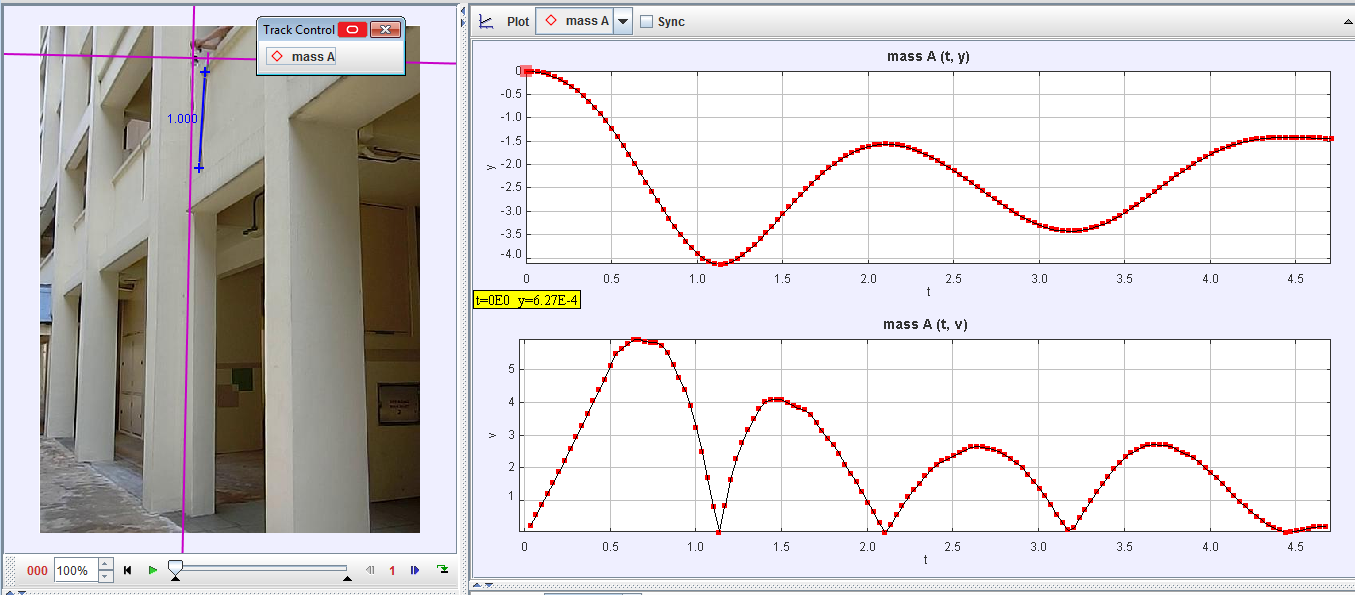 Track Control
mass A
1.000
000 100% 1
Plot mass A Sync
mass A (t, y)
0
-0.5
-1.0
-1.5
-2.0
-2.5
-3.0
-3.5
-4.0
y
0 0.5 1.0 1.5 2.0 2.5 3.0 3.5 4.0 4.5
t
t=0E0 y=6.27E-4
mass A (t, v)
5
4
3
2
1
v
0 0.5 1.0 1.5 2.0 2.5 3.0 3.5 4.0 4.5
t